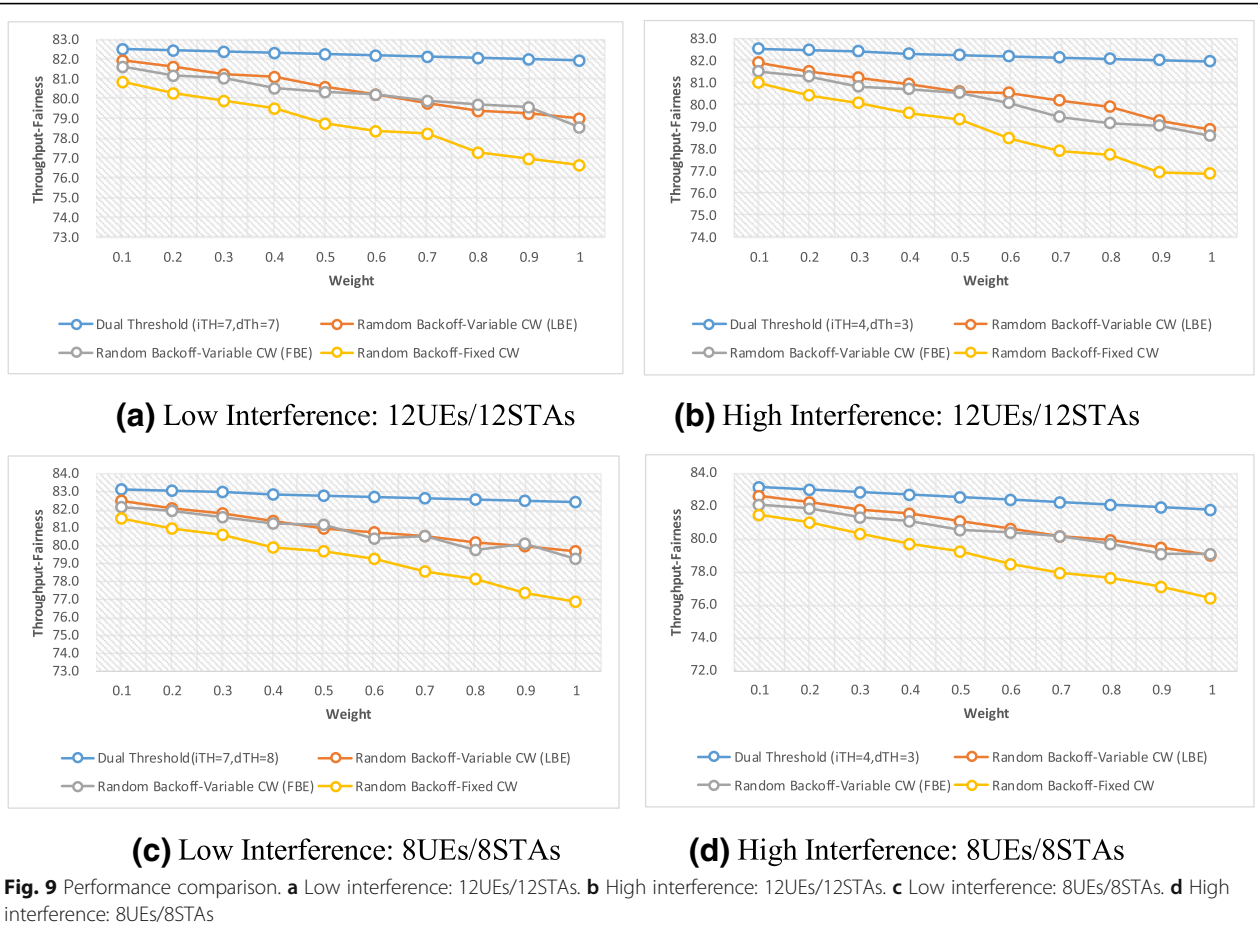 83.0
82.0
81.0
80.0
79.0
78.0
77.0
76.0
75.0
74.0
73.0
Throughput-Fairness
0.1 0.2 0.3 0.4 0.5 0.6 0.7 0.8 0.9 1
Weight
Dual Threshold (iTH=7,dTh=7) Ramdom Backoff-Variable CW (LBE)
Random Backoff-Variable CW (FBE) Random Backoff-Fixed CW
(a) Low Interference: 12UEs/12STAs
83.0
82.0
81.0
80.0
79.0
78.0
77.0
76.0
75.0
74.0
Throughput-Fairness
0.1 0.2 0.3 0.4 0.5 0.6 0.7 0.8 0.9 1
Weight
Dual Threshold (iTH=4,dTh=3) Ramdom Backoff-Variable CW (LBE)
Ramdom Backoff-Variable CW (FBE) Ramdom Backoff-Fixed CW
(b) High Interference: 12UEs/12STAs
84.0
83.0
82.0
81.0
80.0
79.0
78.0
77.0
76.0
75.0
74.0
73.0
Throughput-Fairness
0.1 0.2 0.3 0.4 0.5 0.6 0.7 0.8 0.9 1
Weight
Dual Threshold(iTH=7,dTH=8) Random Backoff-Variable CW (LBE)
Random Backoff-Variable CW (FBE) Random Backoff-Fixed CW
(c) Low Interference: 8UEs/8STAs
84.0
82.0
80.0
78.0
76.0
74.0
72.0
Throughput-Fairness
0.1 0.2 0.3 0.4 0.5 0.6 0.7 0.8 0.9 1
Weight
Dual Threshold (iTH=4,dTH=3) Random Backoff-Variable CW (LBE)
Random Backoff-Variable CW (FBE) Random Backoff-Fixed CW
(d) High Interference: 8UEs/8STAs
Fig. 9 Performance comparison. a Low interference: 12UEs/12STAs. b High interference: 12UEs/12STAs. c Low interference: 8UEs/8STAs. d High
interference: 8UEs/8STAs